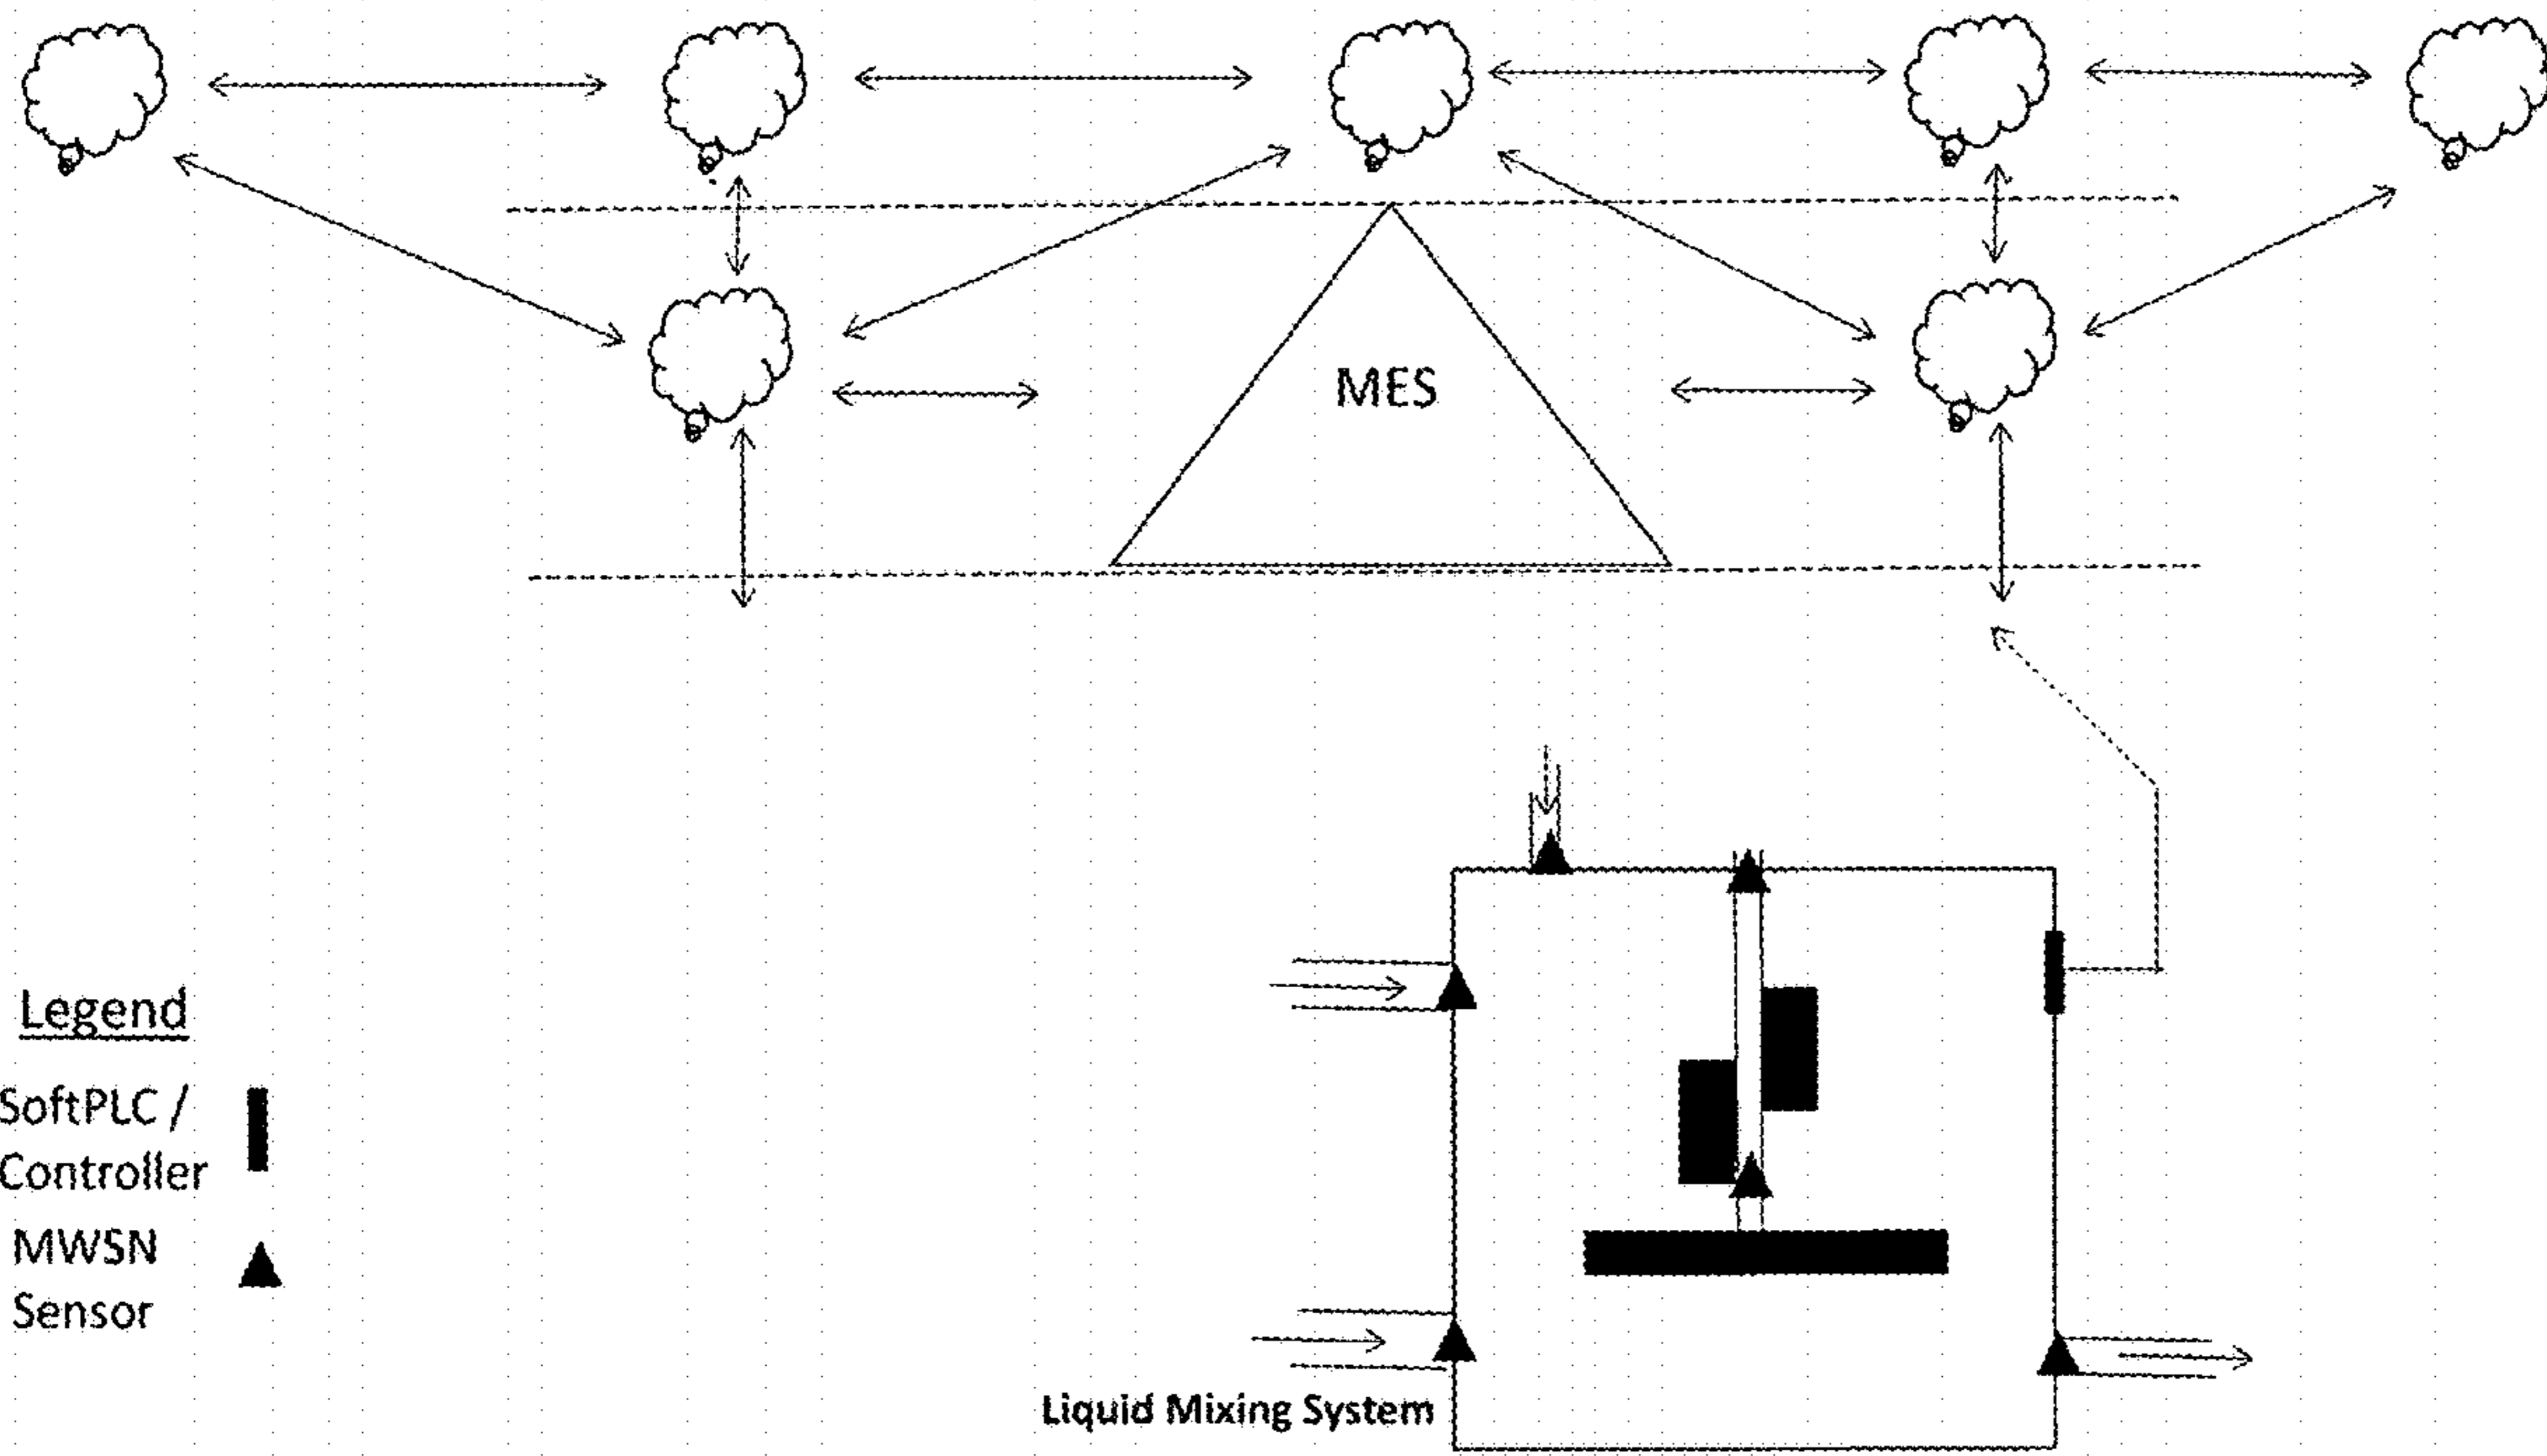 MES
Legend
SoftPLC /
Controller
MWSN
Sensor
Liquid Mixing System